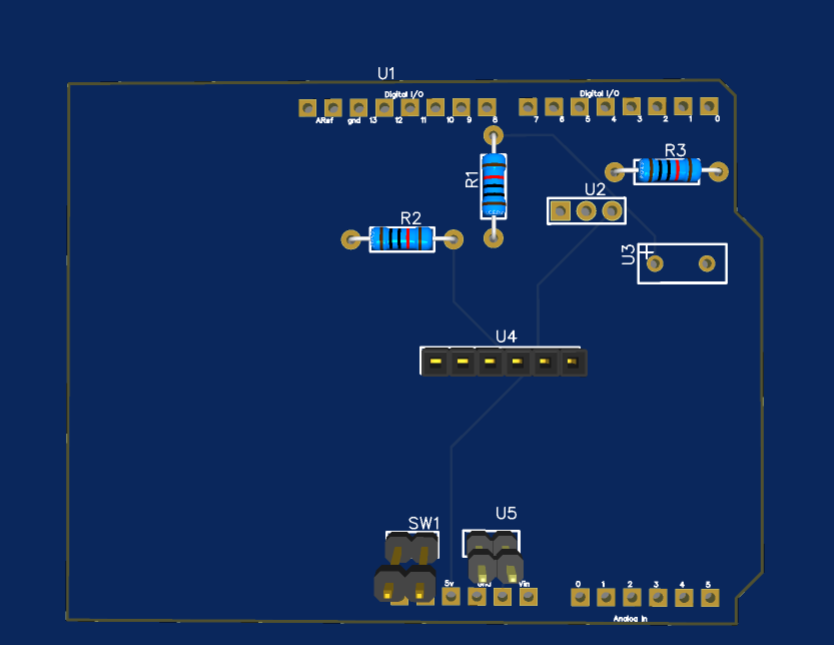 U1
Digital I/O
Digital I/O
ARef gnd 13 12 11 10 9 8
7 6 5 4 3 2 1 0
R1
R3
U2
R2
U3
+
U4
SW1
U5
5v
Vin
0 1 2 3 4 5
Analog In